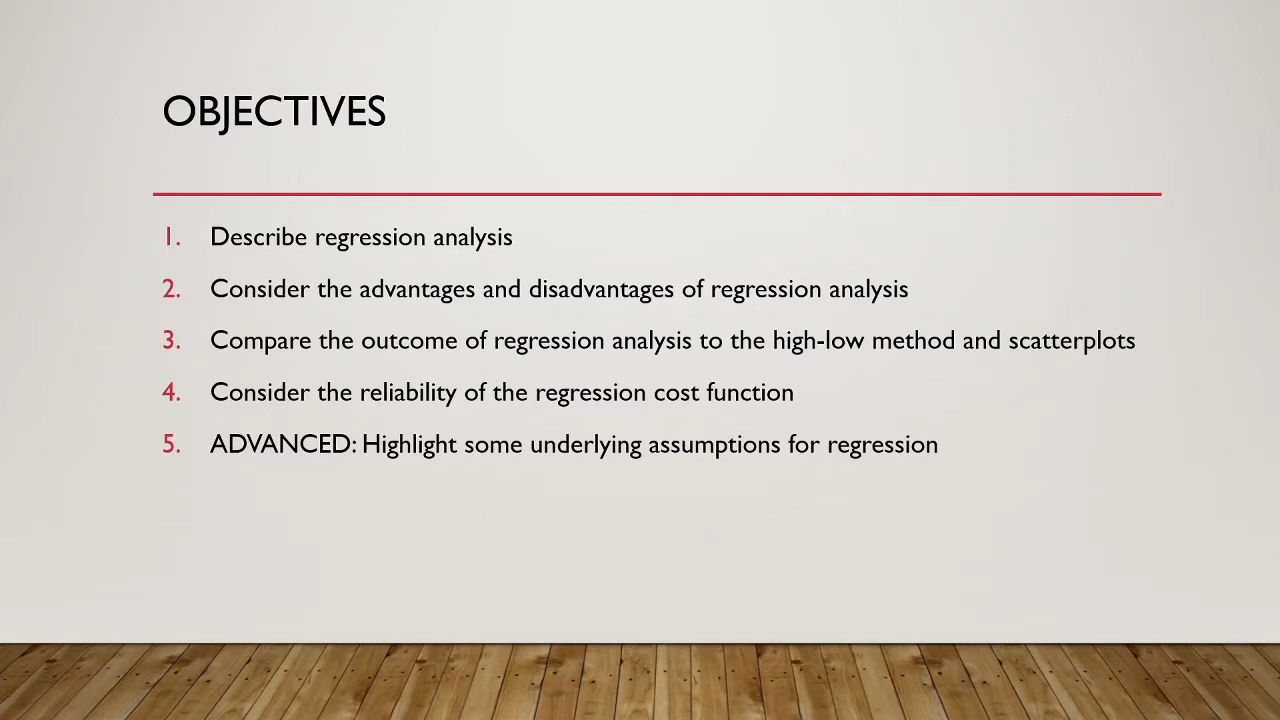 OBJECTIVES
1. Describe regression analysis
2. Consider the advantages and disadvantages of regression analysis
3. Compare the outcome of regression analysis to the high-low method and scatterplots
4. Consider the reliability of the regression cost function
5. ADVANCED: Highlight some underlying assumptions for regression